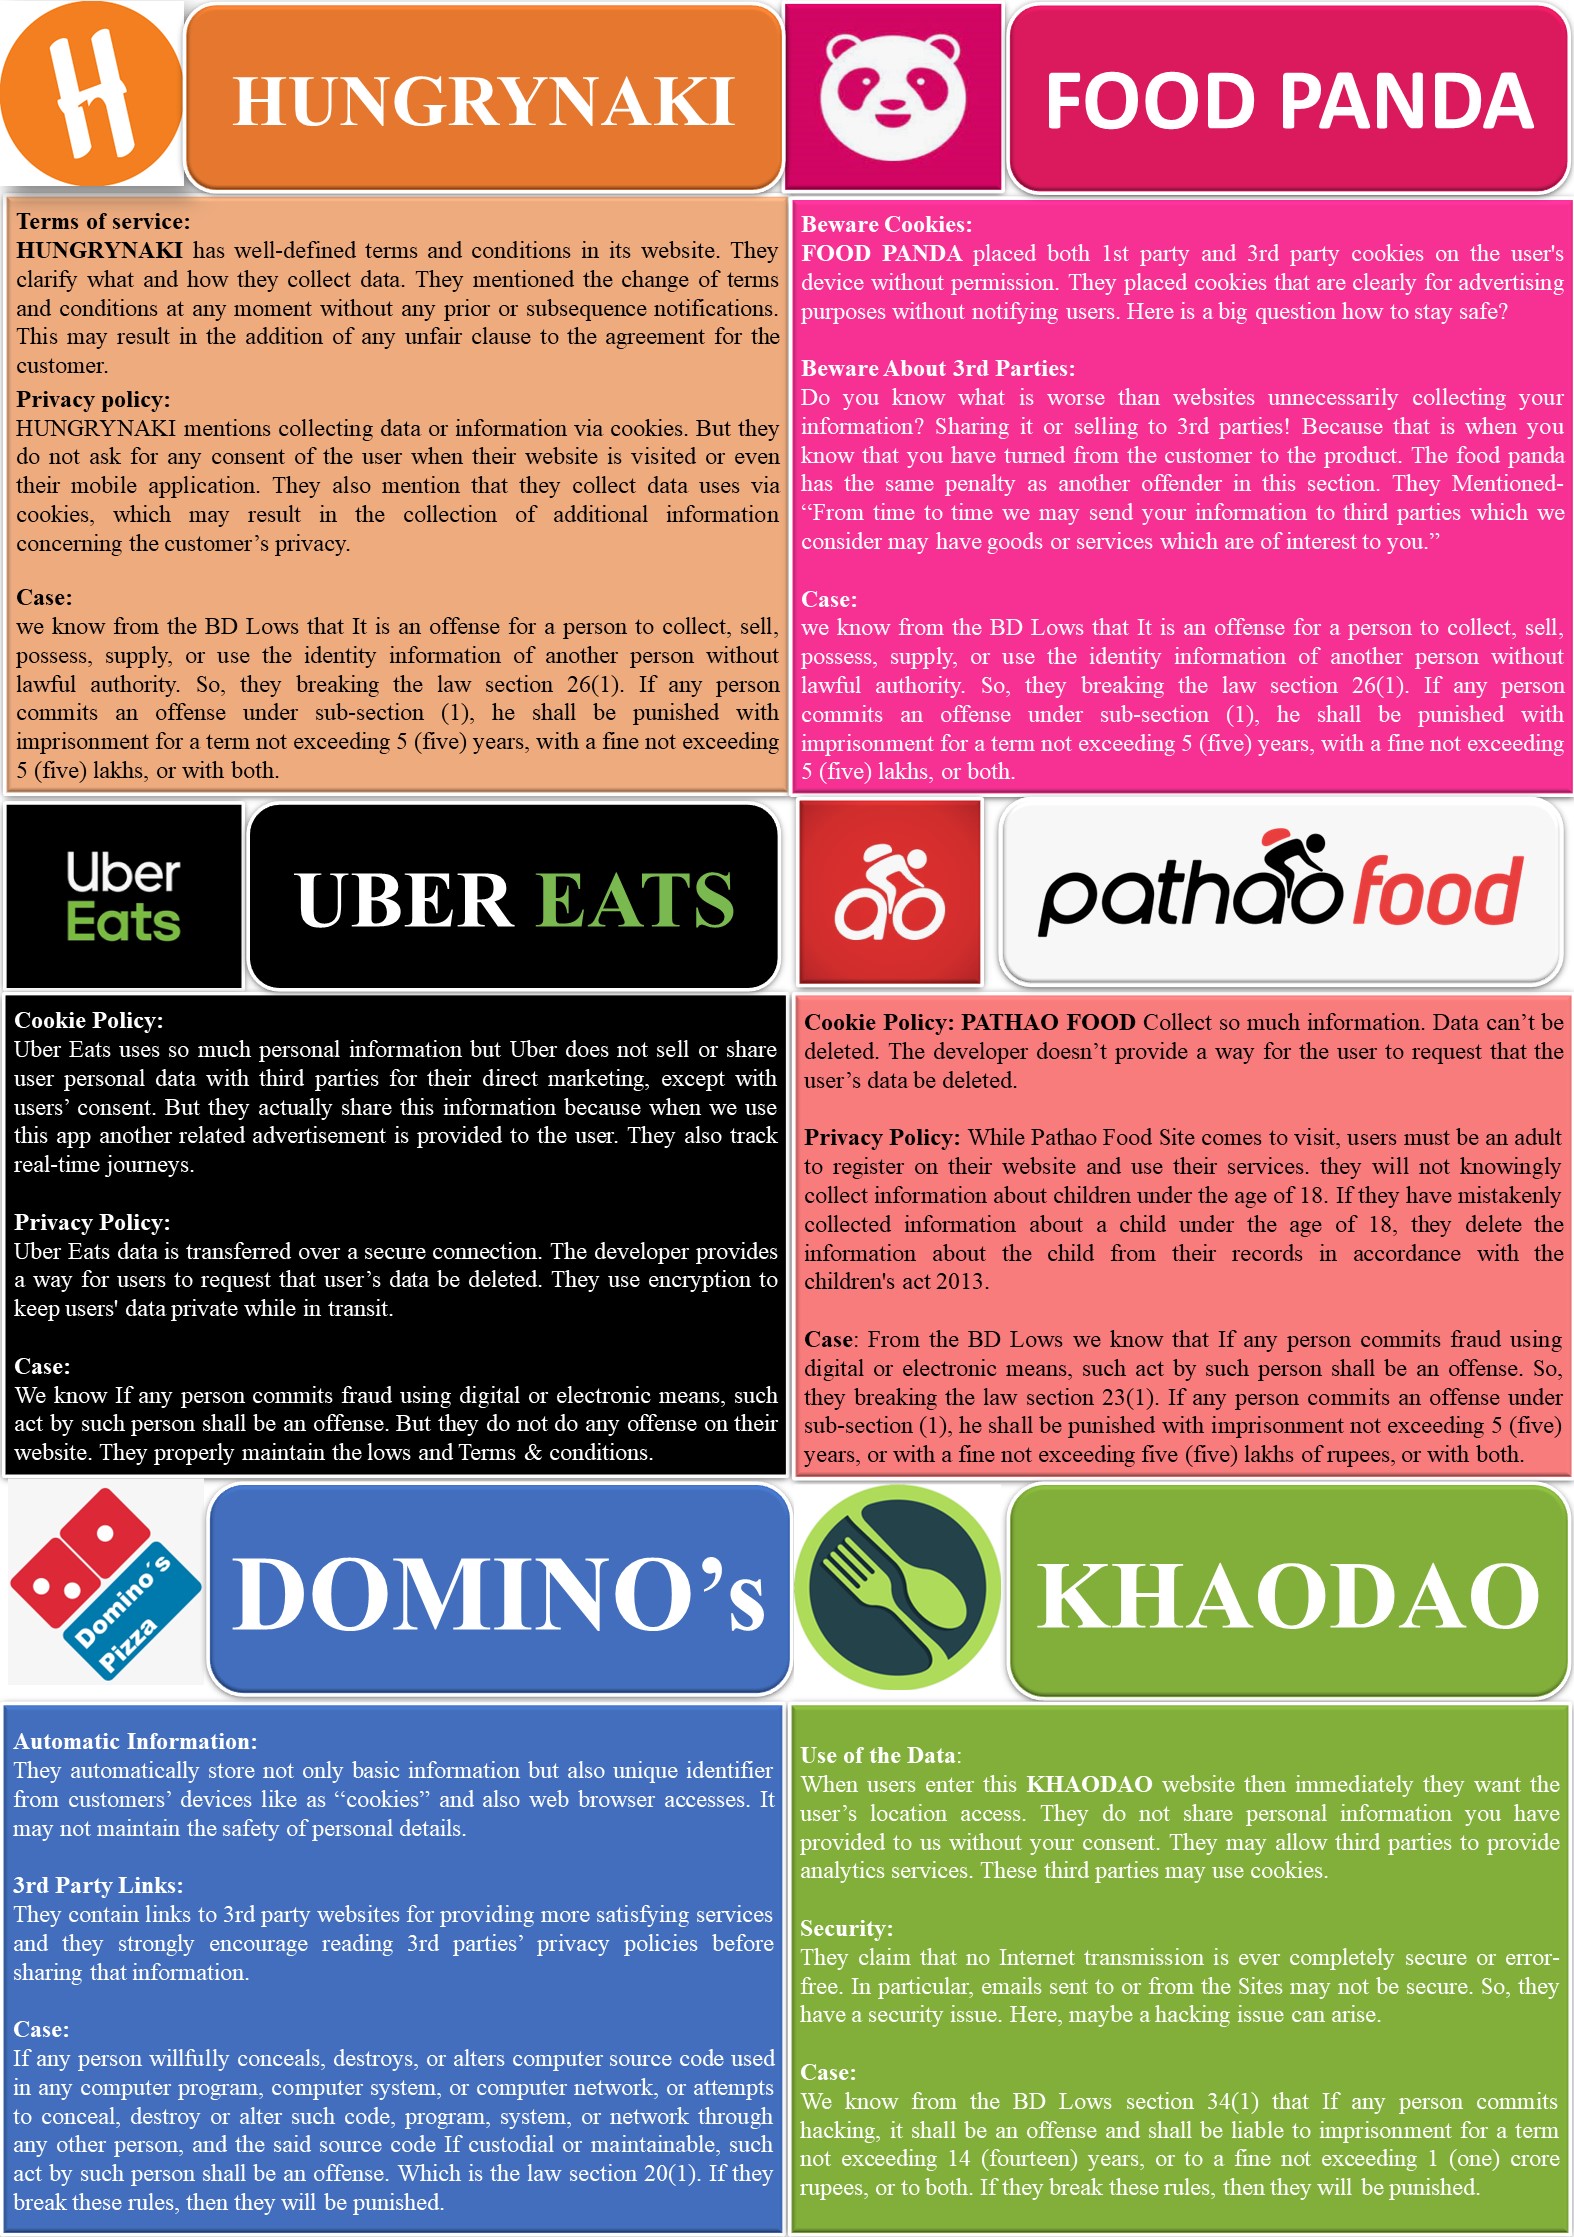 HUNGRYNAKI
Terms of service:
HUNGRYNAKI has well-defined terms and conditions in its website. They
clarify what and how they collect data. They mentioned the change of terms
and conditions at any moment without any prior or subsequence notifications.
This may result in the addition of any unfair clause to the agreement for the
customer.
Privacy policy:
HUNGRYNAKI mentions collecting data or information via cookies. But they
do not ask for any consent of the user when their website is visited or even
their mobile application. They also mention that they collect data uses via
cookies, which may result in the collection of additional information
concerning the customer’s privacy.
Case:
we know from the BD Lows that It is an offense for a person to collect, sell,
possess, supply, or use the identity information of another person without
lawful authority. So, they breaking the law section 26(1). If any person
commits an offense under sub-section (1), he shall be punished with
imprisonment for a term not exceeding 5 (five) years, with a fine not exceeding
5 (five) lakhs, or with both.
FOOD PANDA
Beware Cookies:
FOOD PANDA placed both 1st party and 3rd party cookies on the user's
device without permission. They placed cookies that are clearly for advertising
purposes without notifying users. Here is a big question how to stay safe?
Beware About 3rd Parties:
Do you know what is worse than websites unnecessarily collecting your
information? Sharing it or selling to 3rd parties! Because that is when you
know that you have turned from the customer to the product. The food panda
has the same penalty as another offender in this section. They Mentioned-
“From time to time we may send your information to third parties which we
consider may have goods or services which are of interest to you.”
Case:
we know from the BD Lows that It is an offense for a person to collect, sell,
possess, supply, or use the identity information of another person without
lawful authority. So, they breaking the law section 26(1). If any person
commits an offense under sub-section (1), he shall be punished with
imprisonment for a term not exceeding 5 (five) years, with a fine not exceeding
5 (five) lakhs, or both.
Uber
Eats
UBER EATS
Cookie Policy:
Uber Eats uses so much personal information but Uber does not sell or share
user personal data with third parties for their direct marketing, except with
users’ consent. But they actually share this information because when we use
this app another related advertisement is provided to the user. They also track
real-time journeys.
Privacy Policy:
Uber Eats data is transferred over a secure connection. The developer provides
a way for users to request that user’s data be deleted. They use encryption to
keep users' data private while in transit.
Case:
We know If any person commits fraud using digital or electronic means, such
act by such person shall be an offense. But they do not do any offense on their
website. They properly maintain the lows and Terms & conditions.
pathao food
Cookie Policy: PATHAO FOOD Collect so much information. Data can’t be
deleted. The developer doesn’t provide a way for the user to request that the
user’s data be deleted.
Privacy Policy: While Pathao Food Site comes to visit, users must be an adult
to register on their website and use their services. they will not knowingly
collect information about children under the age of 18. If they have mistakenly
collected information about a child under the age of 18, they delete the
information about the child from their records in accordance with the
children's act 2013.
Case: From the BD Lows we know that If any person commits fraud using
digital or electronic means, such act by such person shall be an offense. So,
they breaking the law section 23(1). If any person commits an offense under
sub-section (1), he shall be punished with imprisonment not exceeding 5 (five)
years, or with a fine not exceeding five (five) lakhs of rupees, or with both.
Domino´s
Pizza
DOMINO’s
Automatic Information:
They automatically store not only basic information but also unique identifier
from customers’ devices like as “cookies” and also web browser accesses. It
may not maintain the safety of personal details.
3rd Party Links:
They contain links to 3rd party websites for providing more satisfying services
and they strongly encourage reading 3rd parties’ privacy policies before
sharing that information.
Case:
If any person willfully conceals, destroys, or alters computer source code used
in any computer program, computer system, or computer network, or attempts
to conceal, destroy or alter such code, program, system, or network through
any other person, and the said source code If custodial or maintainable, such
act by such person shall be an offense. Which is the law section 20(1). If they
break these rules, then they will be punished.
KHAODAO
Use of the Data:
When users enter this KHAODAO website then immediately they want the
user’s location access. They do not share personal information you have
provided to us without your consent. They may allow third parties to provide
analytics services. These third parties may use cookies.
Security:
They claim that no Internet transmission is ever completely secure or error-
free. In particular, emails sent to or from the Sites may not be secure. So, they
have a security issue. Here, maybe a hacking issue can arise.
Case:
We know from the BD Lows section 34(1) that If any person commits
hacking, it shall be an offense and shall be liable to imprisonment for a term
not exceeding 14 (fourteen) years, or to a fine not exceeding 1 (one) crore
rupees, or to both. If they break these rules, then they will be punished.